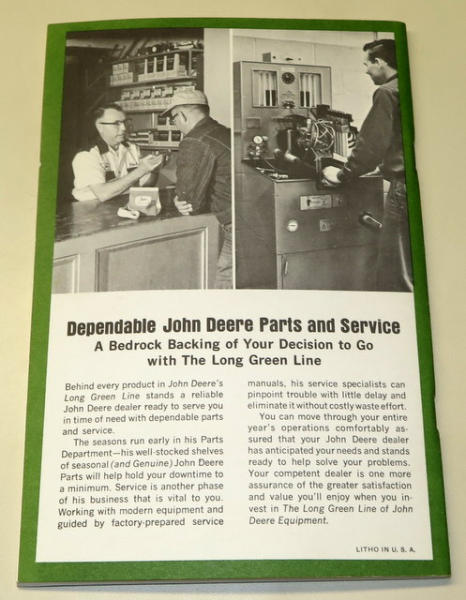 Dependable John Deere Parts and Service
A Bedrock Backing of Your Decision to Go
with The Long Green Line
Behind every product in John Deere's
Long Green Line stands a reliable
John Deere dealer ready to serve you
in time of need with dependable parts
and service.
The seasons run early in his Parts
Department—his well-stocked shelves
of seasonal (and Genuine) John Deere
Parts will help hold your downtime to
a minimum. Service is another phase
of his business that is vital to you.
Working with modern equipment and
guided by factory-prepared service
manuals, his service specialists can
pinpoint trouble with little delay and
eliminate it without costly waste effort.
You can move through your entire
year's operations comfortably as-
sured that your John Deere dealer
has anticipated your needs and stands
ready to help solve your problems.
Your competent dealer is one more
assurance of the greater satisfaction
and value you'll enjoy when you in-
vest in The Long Green Line of John
Deere Equipment.
LITHO IN U. S. A.